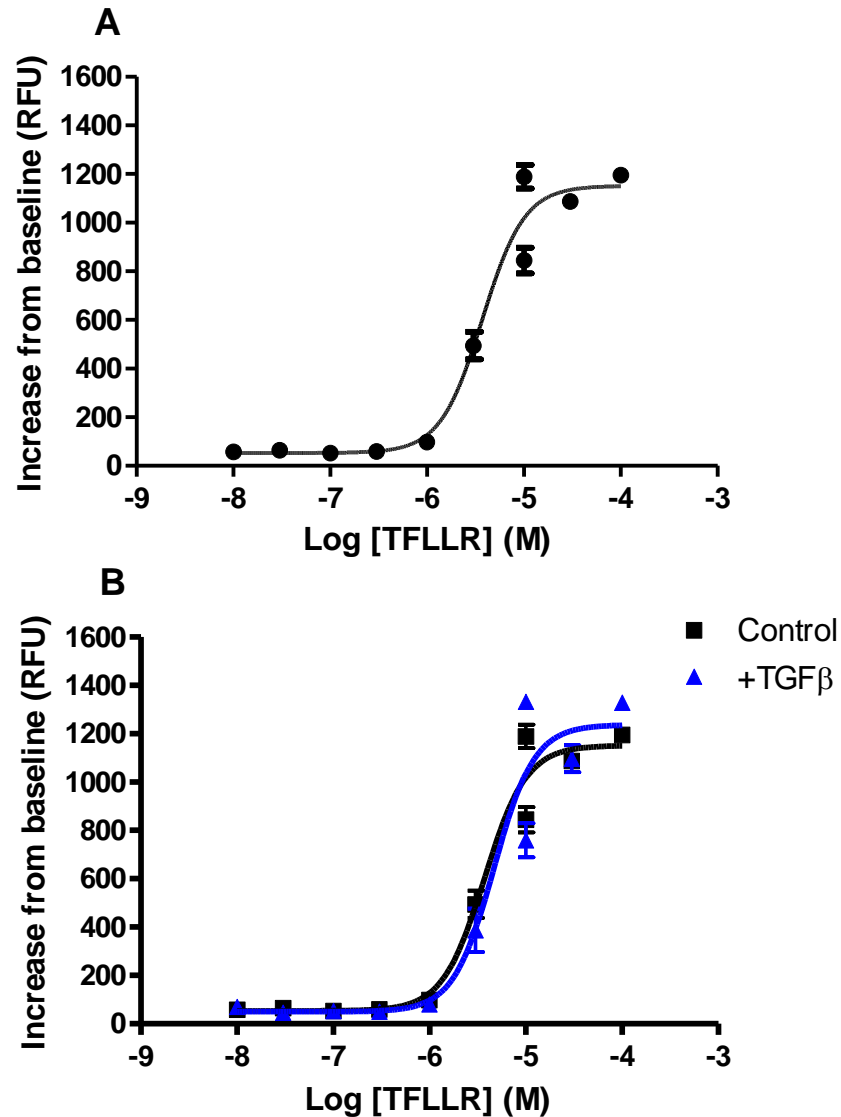 A
Increase from baseline (RFU)
1600
1400
1200
1000
800
600
400
200
0
-9 -8 -7 -6 -5 -4 -3
Log [TFLLR] (M)
B
Increase from baseline (RFU)
1600
1400
1200
1000
800
600
400
200
0
-9 -8 -7 -6 -5 -4 -3
Log [TFLLR] (M)
Control
+TGFβ